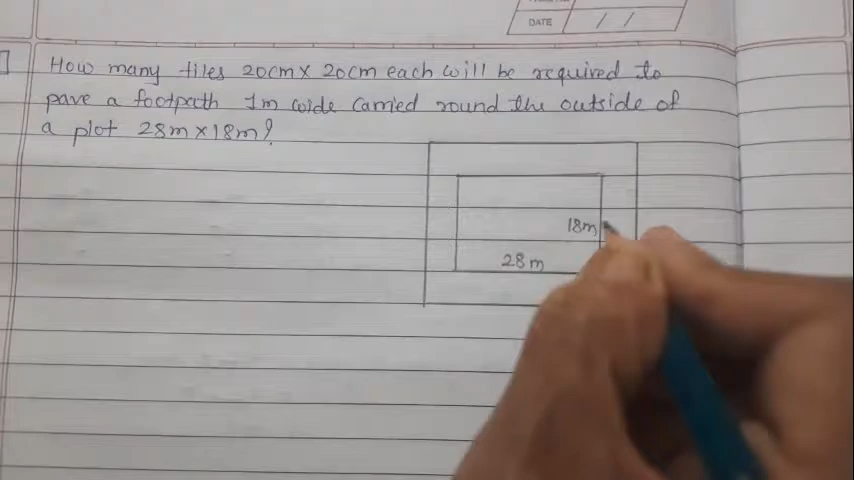 DATE / /
How many tiles 20cm x 20cm each will be required to
pave a footpath 1m wide carried round the outside of
a plot 28m x 18m?
18m
28m